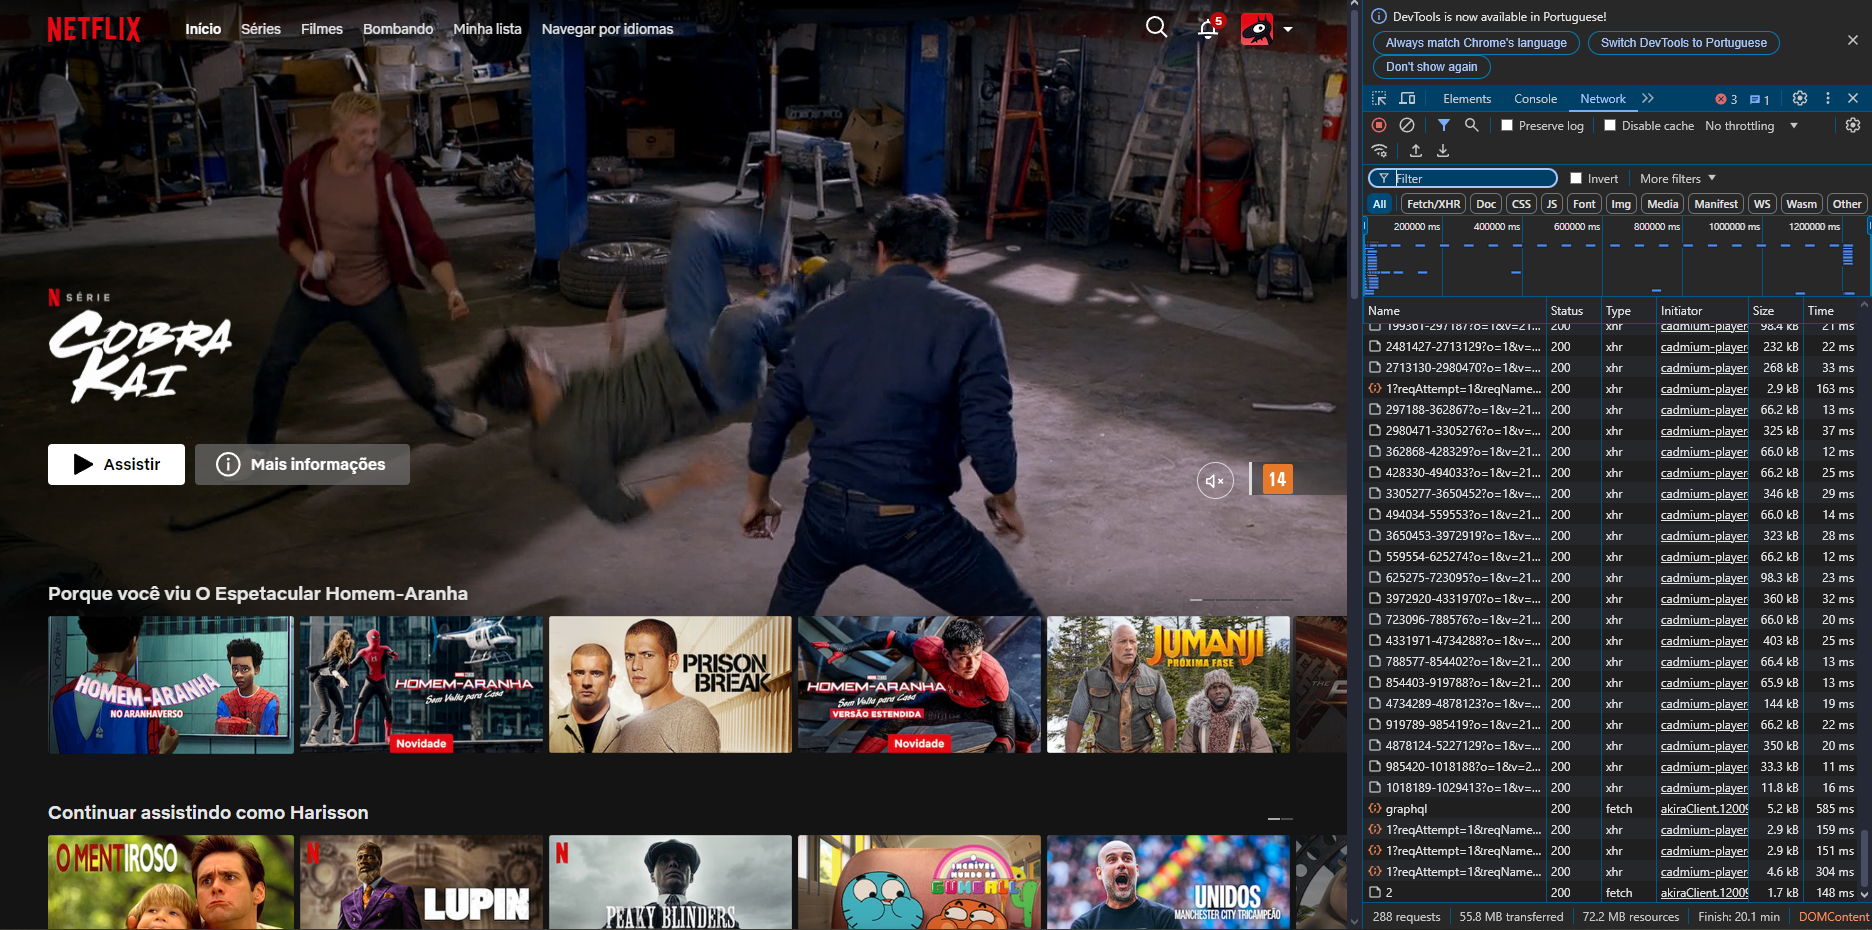 NETFLIX
Início Séries Filmes Bombando Minha lista Navegar por idiomas
5
N SÉRIE
COBRA
KAI
Assistir
Mais informações
14
Porque você viu O Espetacular Homem-Aranha
HOMEM-ARANHA
NO ARANHAVERSO
HOMEM-ARANHA
Sem Volta para Casa
Novidade
PRISON
BREAK
HOMEM-ARANHA
Sem Volta para Casa
VERSÃO ESTENDIDA
Novidade
JUMANJI
PRÓXIMA FASE
THE
Continuar assistindo como Harisson
O MENTIROSO
N
LUPIN
N
PEAKY BLINDERS
O INCRÍVEL
MUNDO DE
GUMBALL
UNIDOS
MANCHESTER CITY TRICAMPEÃO
DevTools is now available in Portuguese!
Always match Chrome's language
Switch DevTools to Portuguese
Don't show again
Elements Console Network 3 1
Preserve log Disable cache No throttling
Filter
Invert More filters
All Fetch/XHR Doc CSS JS Font Img Media Manifest WS Wasm Other
200000 ms 400000 ms 600000 ms 800000 ms 1000000 ms 1200000 ms
Name Status Type Initiator Size Time
199361-297187?o=1&v=21... 200 xhr cadmium-player 98.4 kB 21 ms
2481427-2713129?o=1&v=... 200 xhr cadmium-player 232 kB 22 ms
2713130-2980470?o=1&v=... 200 xhr cadmium-player 268 kB 33 ms
1?reqAttempt=1&reqName... 200 xhr cadmium-player 2.9 kB 163 ms
297188-362867?o=1&v=21... 200 xhr cadmium-player 66.2 kB 13 ms
2980471-3305276?o=1&v=... 200 xhr cadmium-player 325 kB 37 ms
362868-428329?o=1&v=21... 200 xhr cadmium-player 66.0 kB 12 ms
428330-494033?o=1&v=21... 200 xhr cadmium-player 66.2 kB 25 ms
3305277-3650452?o=1&v=... 200 xhr cadmium-player 346 kB 29 ms
494034-559553?o=1&v=21... 200 xhr cadmium-player 66.0 kB 14 ms
3650453-3972919?o=1&v=... 200 xhr cadmium-player 323 kB 28 ms
559554-625274?o=1&v=21... 200 xhr cadmium-player 66.2 kB 12 ms
625275-723095?o=1&v=21... 200 xhr cadmium-player 98.3 kB 23 ms
3972920-4331970?o=1&v=... 200 xhr cadmium-player 360 kB 32 ms
723096-788576?o=1&v=21... 200 xhr cadmium-player 66.0 kB 20 ms
4331971-4734288?o=1&v=... 200 xhr cadmium-player 403 kB 25 ms
788577-854402?o=1&v=21... 200 xhr cadmium-player 66.4 kB 13 ms
854403-919788?o=1&v=21... 200 xhr cadmium-player 65.9 kB 13 ms
4734289-4878123?o=1&v=... 200 xhr cadmium-player 144 kB 19 ms
919789-985419?o=1&v=21... 200 xhr cadmium-player 66.2 kB 22 ms
4878124-5227129?o=1&v=... 200 xhr cadmium-player 350 kB 20 ms
985420-1018188?o=1&v=2... 200 xhr cadmium-player 33.3 kB 11 ms
1018189-1029413?o=1&v=... 200 xhr cadmium-player 11.8 kB 16 ms
graphql 200 fetch akiraClient.12009 5.2 kB 585 ms
1?reqAttempt=1&reqName... 200 xhr cadmium-player 2.9 kB 159 ms
1?reqAttempt=1&reqName... 200 xhr cadmium-player 2.9 kB 151 ms
1?reqAttempt=1&reqName... 200 xhr cadmium-player 4.6 kB 304 ms
2 200 fetch akiraClient.12009 1.7 kB 148 ms
288 requests 55.8 MB transferred 72.2 MB resources Finish: 20.1 min DOMContent